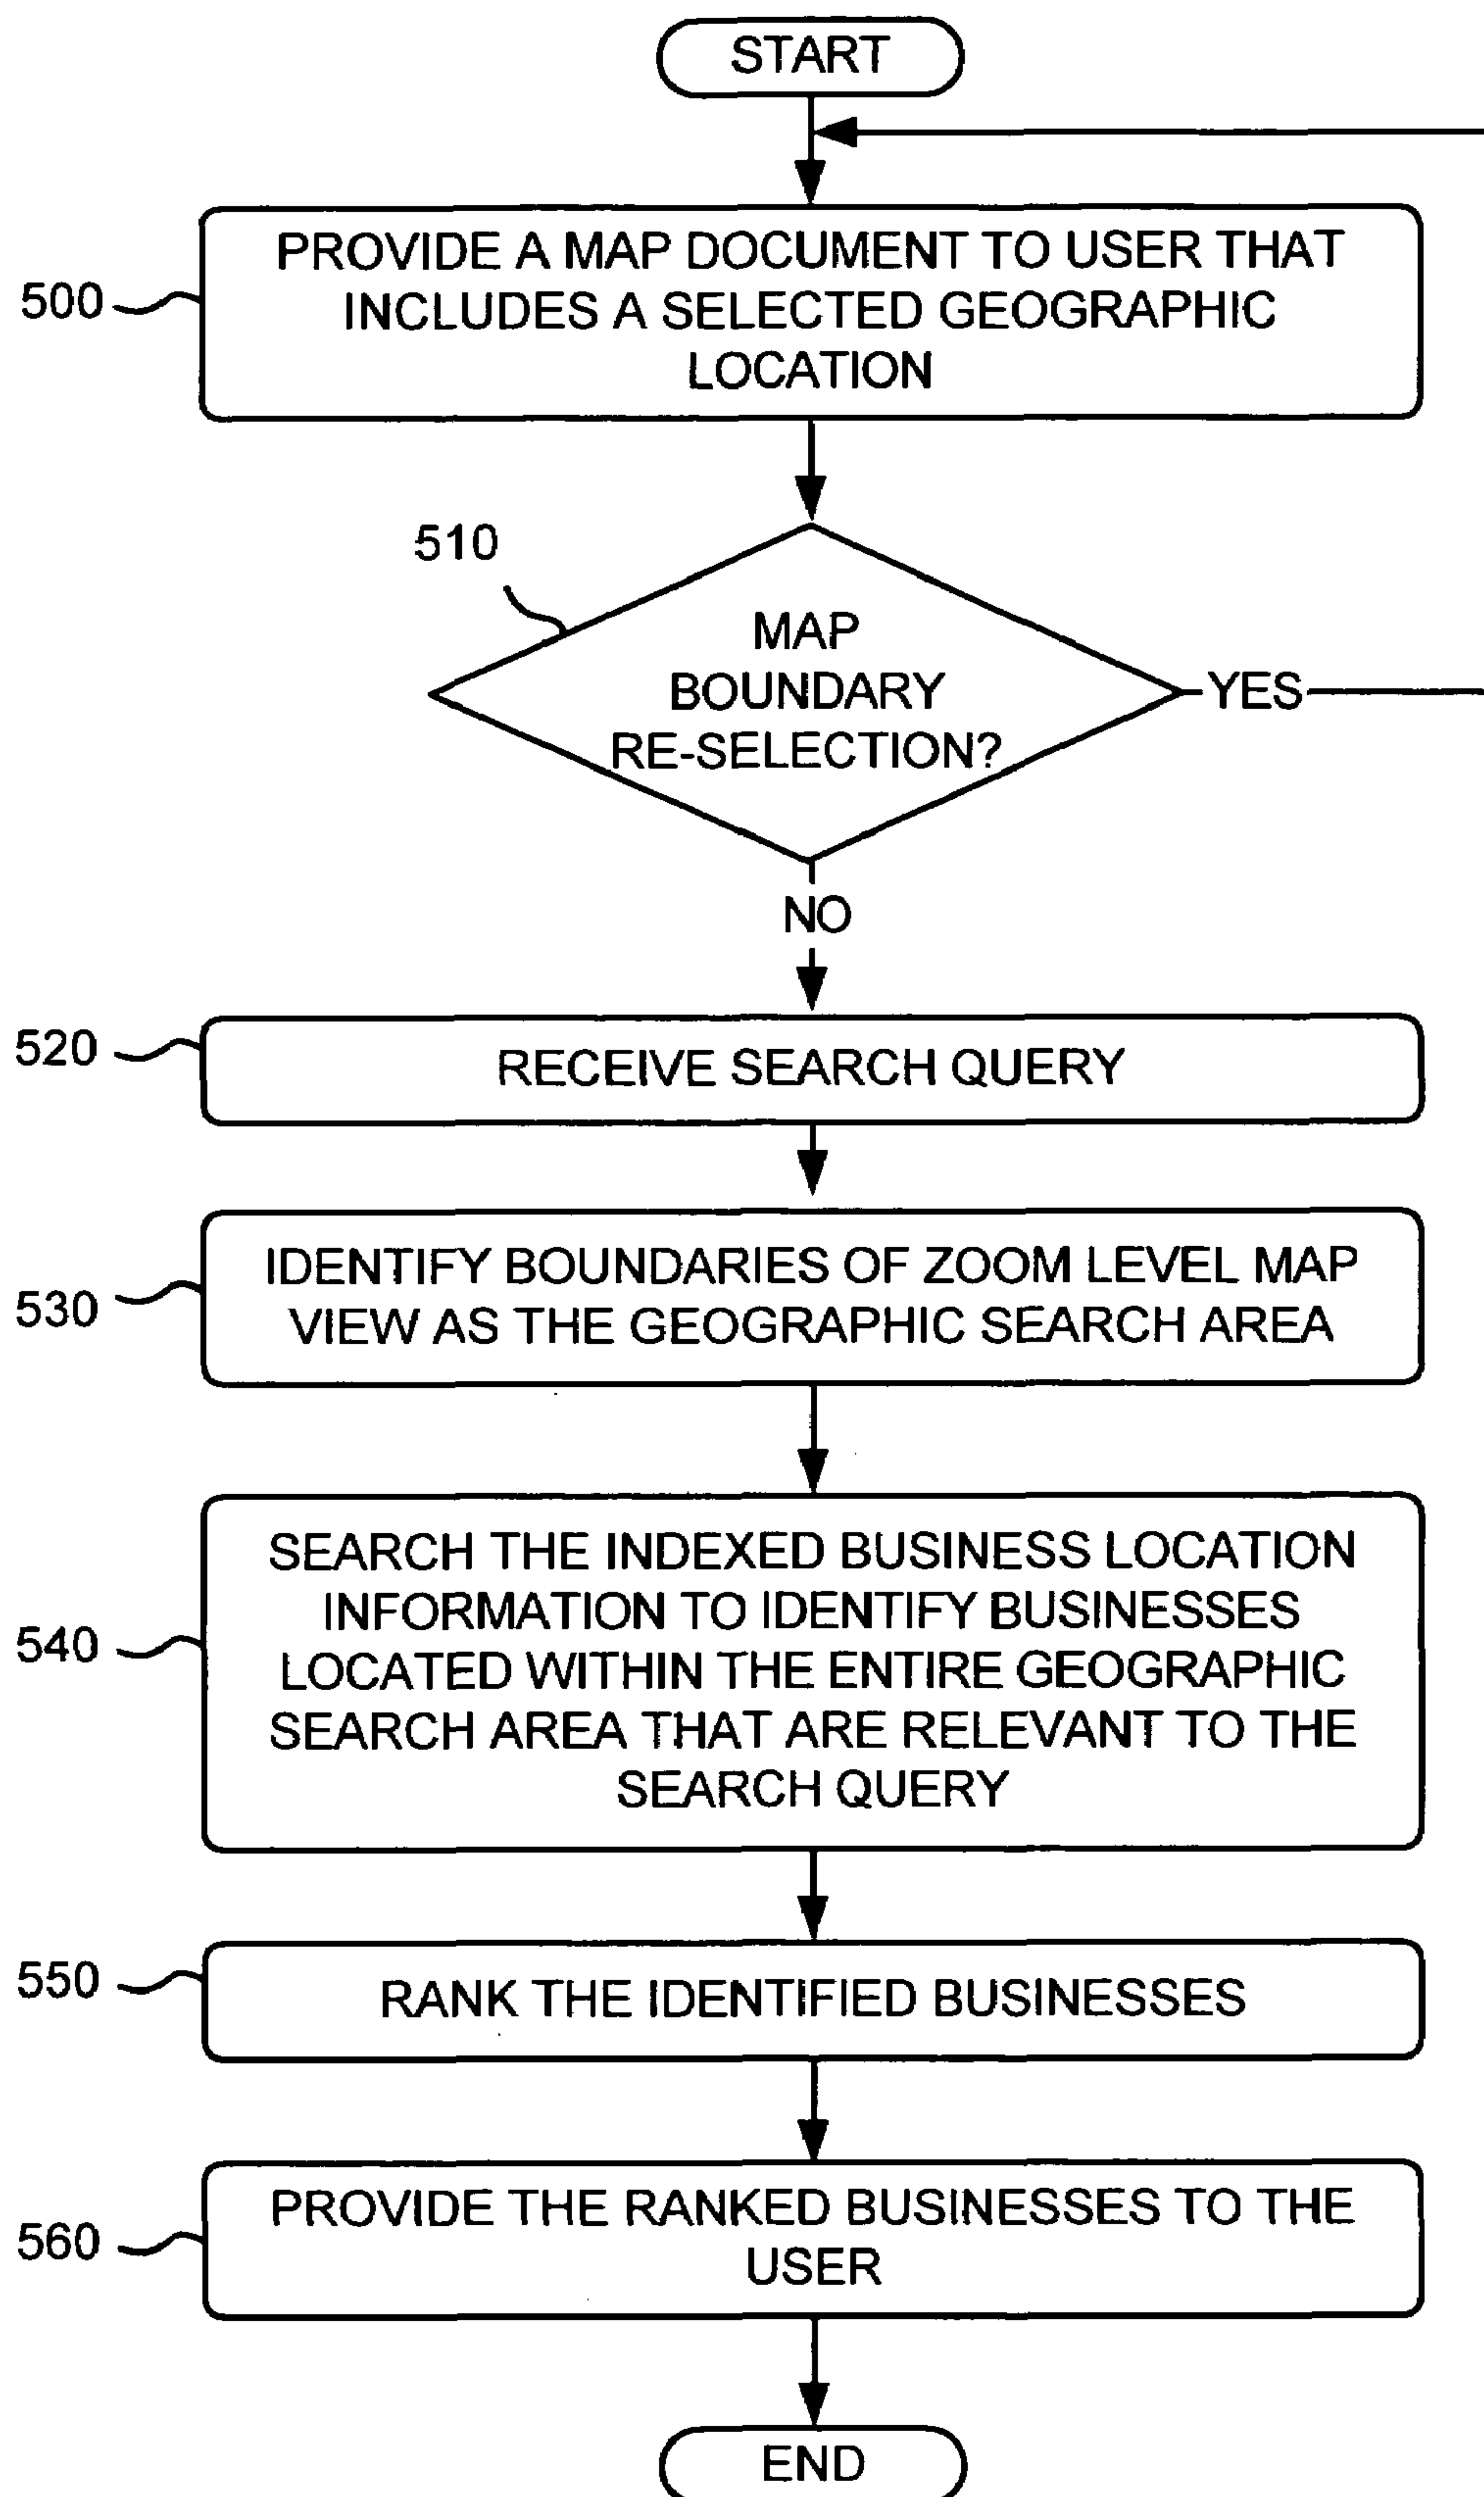 START
PROVIDE A MAP DOCUMENT TO USER THAT
INCLUDES A SELECTED GEOGRAPHIC
LOCATION
500
510
MAP
BOUNDARY
RE-SELECTION?
YES
NO
520
RECEIVE SEARCH QUERY
530
IDENTIFY BOUNDARIES OF ZOOM LEVEL MAP
VIEW AS THE GEOGRAPHIC SEARCH AREA
540
SEARCH THE INDEXED BUSINESS LOCATION
INFORMATION TO IDENTIFY BUSINESSES
LOCATED WITHIN THE ENTIRE GEOGRAPHIC
SEARCH AREA THAT ARE RELEVANT TO THE
SEARCH QUERY
550
RANK THE IDENTIFIED BUSINESSES
560
PROVIDE THE RANKED BUSINESSES TO THE
USER
END